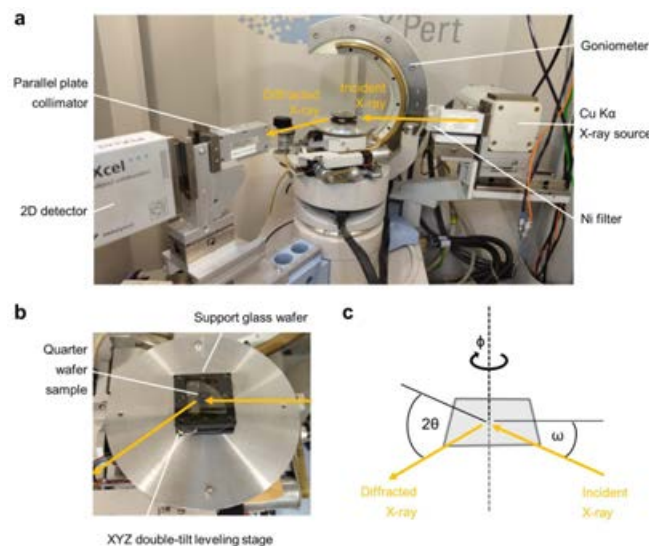 a
X'Pert
Goniometer
Parallel plate
collimator
Diffracted
X-ray
Incident
X-ray
Cu Kα
X-ray source
Xcel
2D detector
Ni filter
b
Support glass wafer
c
Quarter
wafer
sample
ϕ
2θ
ω
Diffracted
X-ray
Incident
X-ray
XYZ double-tilt leveling stage